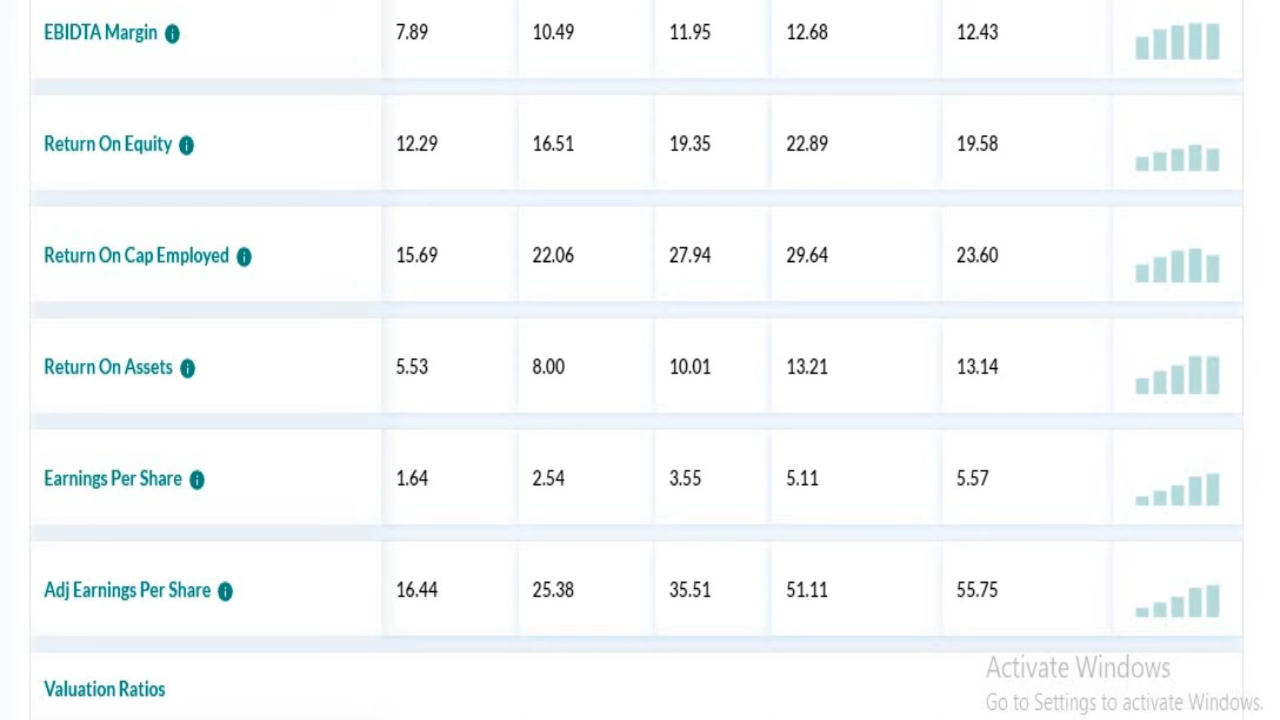 EBIDTA Margin 7.89 10.49 11.95 12.68 12.43
Return On Equity 12.29 16.51 19.35 22.89 19.58
Return On Cap Employed 15.69 22.06 27.94 29.64 23.60
Return On Assets 5.53 8.00 10.01 13.21 13.14
Earnings Per Share 1.64 2.54 3.55 5.11 5.57
Adj Earnings Per Share 16.44 25.38 35.51 51.11 55.75
Valuation Ratios
Activate Windows
Go to Settings to activate Windows.